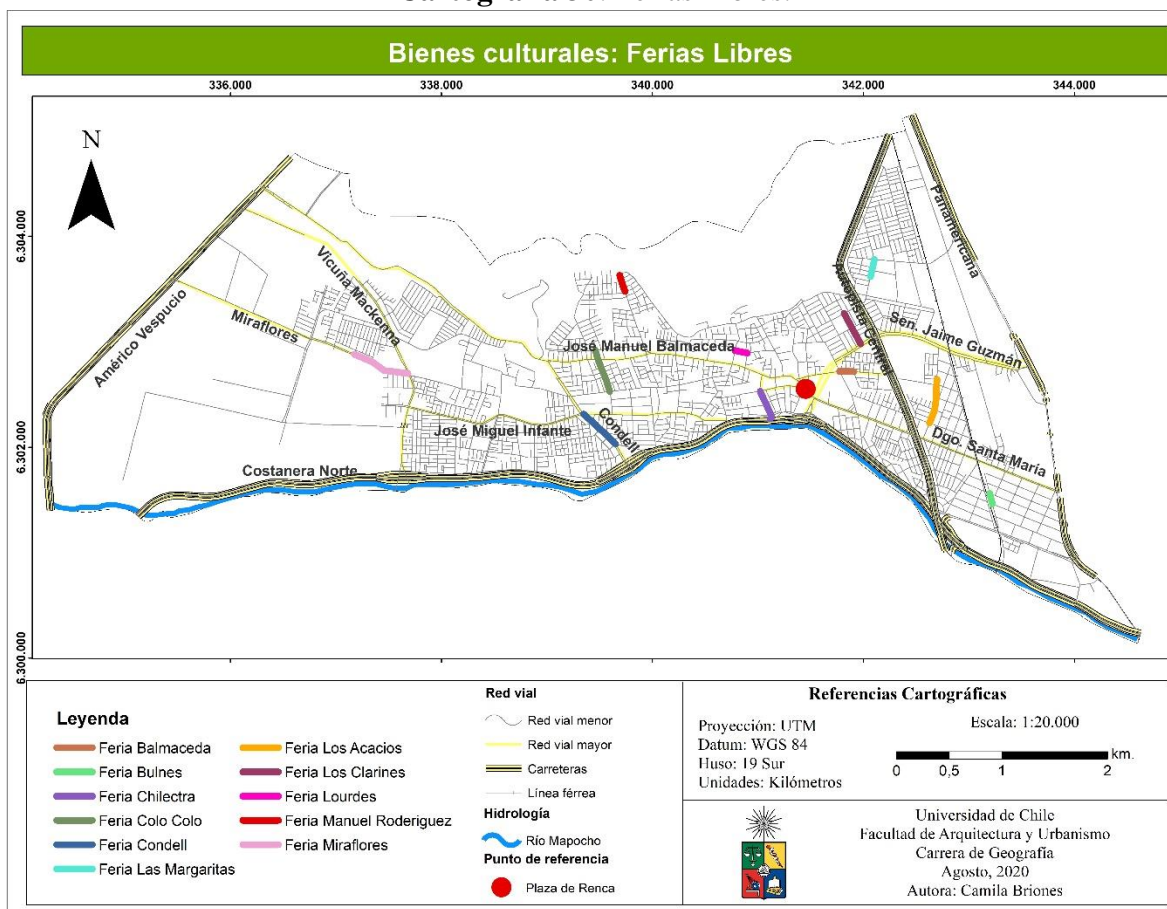 Bienes culturales: Ferias Libres
336.000
338.000
340.000
342.000
344.000
N
6.304.000
6.302.000
6.300.000
Panamericana
Vicuña Mackenna
Américo Vespucio
Miraflores
Autopista Central
Sen. Jaime Guzmán
José Manuel Balmaceda
Condell
José Miguel Infante
Dgo. Santa María
Costanera Norte
Leyenda
Feria Balmaceda
Feria Bulnes
Feria Chilectra
Feria Colo Colo
Feria Condell
Feria Las Margaritas
Feria Los Acacios
Feria Los Clarines
Feria Lourdes
Feria Manuel Roderiguez
Feria Miraflores
Red vial
Red vial menor
Red vial mayor
Carreteras
Línea férrea
Hidrología
Río Mapocho
Punto de referencia
Plaza de Renca
Referencias Cartográficas
Proyección: UTM
Datum: WGS 84
Huso: 19 Sur
Unidades: Kilómetros
Escala: 1:20.000
km.
0 0,5 1 2
Universidad de Chile
Facultad de Arquitectura y Urbanismo
Carrera de Geografía
Agosto, 2020
Autora: Camila Briones